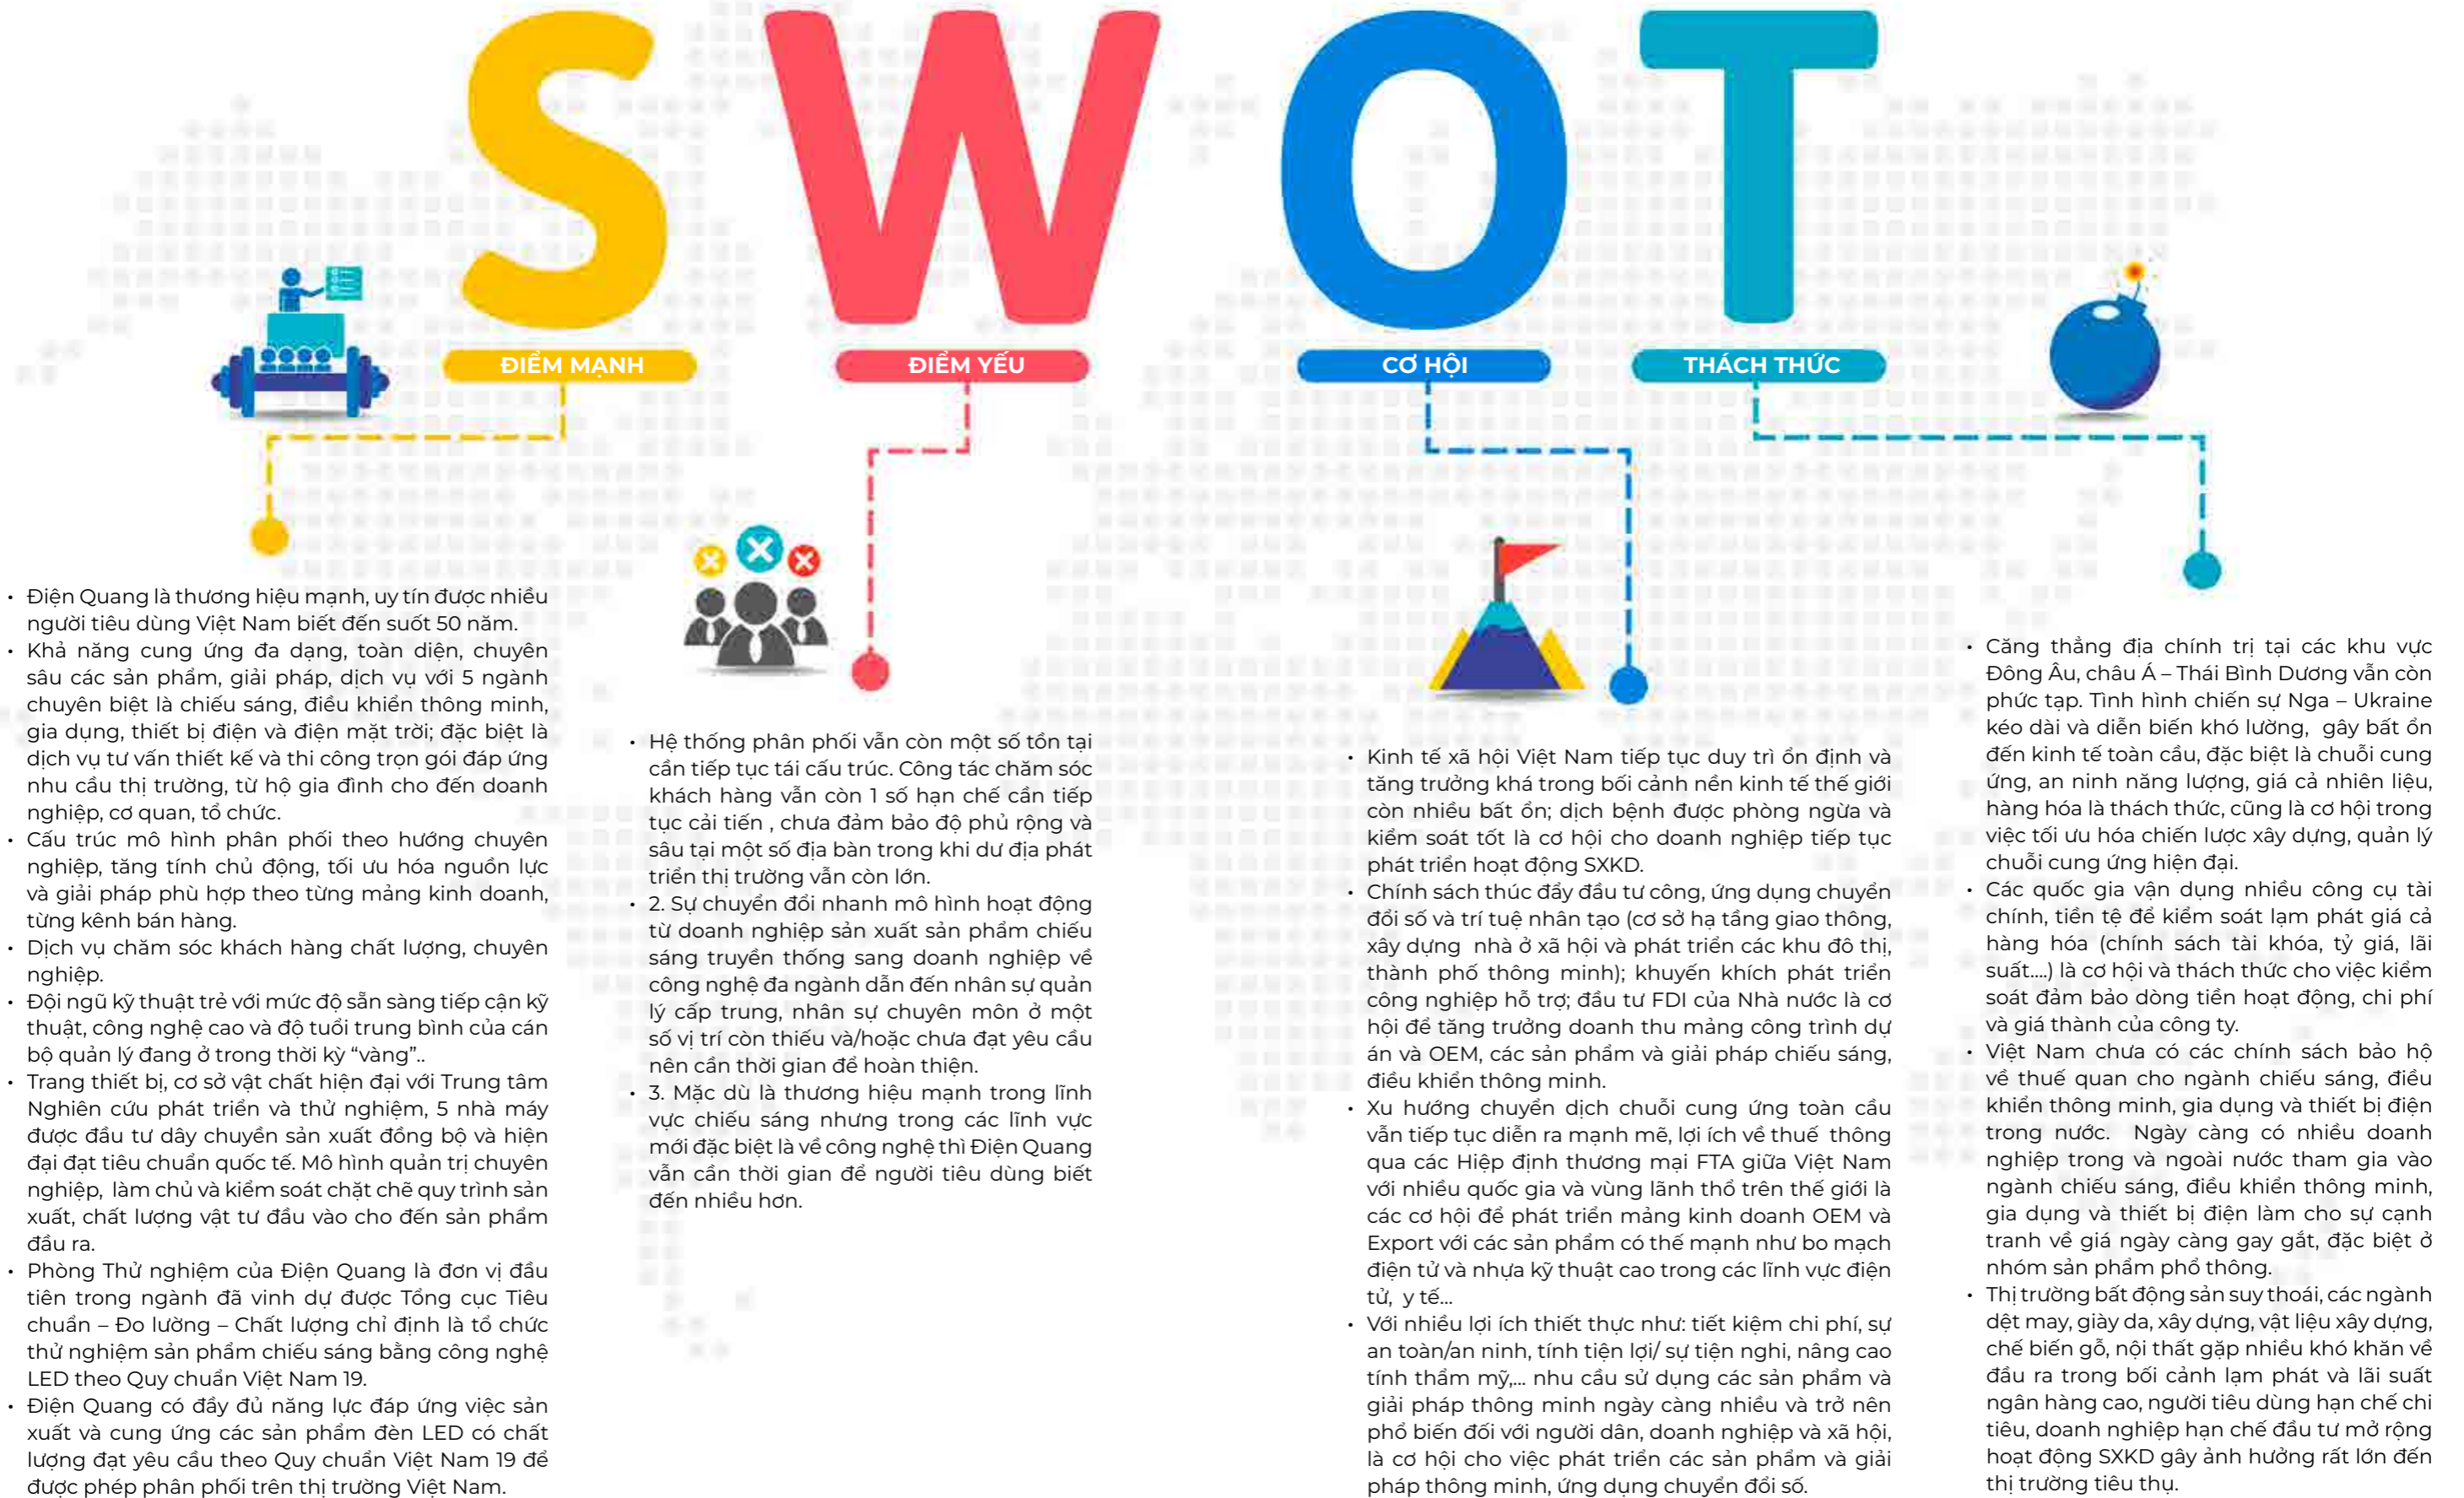 SWOT
ĐIỂM MẠNH
• Điện Quang là thương hiệu mạnh, uy tín được nhiều
người tiêu dùng Việt Nam biết đến suốt 50 năm.
• Khả năng cung ứng đa dạng, toàn diện, chuyên
sâu các sản phẩm, giải pháp, dịch vụ với 5 ngành
chuyên biệt là chiếu sáng, điều khiển thông minh,
gia dụng, thiết bị điện và điện mặt trời; đặc biệt là
dịch vụ tư vấn thiết kế và thi công trọn gói đáp ứng
nhu cầu thị trường, từ hộ gia đình cho đến doanh
nghiệp, cơ quan, tổ chức.
• Cấu trúc mô hình phân phối theo hướng chuyên
nghiệp, tăng tính chủ động, tối ưu hóa nguồn lực
và giải pháp phù hợp theo từng mảng kinh doanh,
từng kênh bán hàng.
• Dịch vụ chăm sóc khách hàng chất lượng, chuyên
nghiệp.
• Đội ngũ kỹ thuật trẻ với mức độ sẵn sàng tiếp cận kỹ
thuật, công nghệ cao và độ tuổi trung bình của cán
bộ quản lý đang ở trong thời kỳ “vàng”..
• Trang thiết bị, cơ sở vật chất hiện đại với Trung tâm
Nghiên cứu phát triển và thử nghiệm, 5 nhà máy
được đầu tư dây chuyền sản xuất đồng bộ và hiện
đại đạt tiêu chuẩn quốc tế. Mô hình quản trị chuyên
nghiệp, làm chủ và kiểm soát chặt chẽ quy trình sản
xuất, chất lượng vật tư đầu vào cho đến sản phẩm
đầu ra.
• Phòng Thử nghiệm của Điện Quang là đơn vị đầu
tiên trong ngành đã vinh dự được Tổng cục Tiêu
chuẩn – Đo lường – Chất lượng chỉ định là tổ chức
thử nghiệm sản phẩm chiếu sáng bằng công nghệ
LED theo Quy chuẩn Việt Nam 19.
• Điện Quang có đầy đủ năng lực đáp ứng việc sản
xuất và cung ứng các sản phẩm đèn LED có chất
lượng đạt yêu cầu theo Quy chuẩn Việt Nam 19 để
được phép phân phối trên thị trường Việt Nam.
ĐIỂM YẾU
• Hệ thống phân phối vẫn còn một số tồn tại
cần tiếp tục tái cấu trúc. Công tác chăm sóc
khách hàng vẫn còn 1 số hạn chế cần tiếp
tục cải tiến , chưa đảm bảo độ phủ rộng và
sâu tại một số địa bàn trong khi dư địa phát
triển thị trường vẫn còn lớn.
• 2. Sự chuyển đổi nhanh mô hình hoạt động
từ doanh nghiệp sản xuất sản phẩm chiếu
sáng truyền thống sang doanh nghiệp về
công nghệ đa ngành dẫn đến nhân sự quản
lý cấp trung, nhân sự chuyên môn ở một
số vị trí còn thiếu và/hoặc chưa đạt yêu cầu
nên cần thời gian để hoàn thiện.
• 3. Mặc dù là thương hiệu mạnh trong lĩnh
vực chiếu sáng nhưng trong các lĩnh vực
mới đặc biệt là về công nghệ thì Điện Quang
vẫn cần thời gian để người tiêu dùng biết
đến nhiều hơn.
CƠ HỘI
• Kinh tế xã hội Việt Nam tiếp tục duy trì ổn định và
tăng trưởng khá trong bối cảnh nền kinh tế thế giới
còn nhiều bất ổn; dịch bệnh được phòng ngừa và
kiểm soát tốt là cơ hội cho doanh nghiệp tiếp tục
phát triển hoạt động SXKD.
• Chính sách thúc đẩy đầu tư công, ứng dụng chuyển
đổi số và trí tuệ nhân tạo (cơ sở hạ tầng giao thông,
xây dựng nhà ở xã hội và phát triển các khu đô thị,
thành phố thông minh); khuyến khích phát triển
công nghiệp hỗ trợ; đầu tư FDI của Nhà nước là cơ
hội để tăng trưởng doanh thu mảng công trình dự
án và OEM, các sản phẩm và giải pháp chiếu sáng,
điều khiển thông minh.
• Xu hướng chuyển dịch chuỗi cung ứng toàn cầu
vẫn tiếp tục diễn ra mạnh mẽ, lợi ích về thuế thông
qua các Hiệp định thương mại FTA giữa Việt Nam
với nhiều quốc gia và vùng lãnh thổ trên thế giới là
các cơ hội để phát triển mảng kinh doanh OEM và
Export với các sản phẩm có thế mạnh như bo mạch
điện tử và nhựa kỹ thuật cao trong các lĩnh vực điện
tử, y tế...
• Với nhiều lợi ích thiết thực như: tiết kiệm chi phí, sự
an toàn/an ninh, tính tiện lợi/ sự tiện nghi, nâng cao
tính thẩm mỹ,... nhu cầu sử dụng các sản phẩm và
giải pháp thông minh ngày càng nhiều và trở nên
phổ biến đối với người dân, doanh nghiệp và xã hội,
là cơ hội cho việc phát triển các sản phẩm và giải
pháp thông minh, ứng dụng chuyển đổi số.
THÁCH THỨC
• Căng thẳng địa chính trị tại các khu vực
Đông Âu, châu Á – Thái Bình Dương vẫn còn
phức tạp. Tình hình chiến sự Nga – Ukraine
kéo dài và diễn biến khó lường, gây bất ổn
đến kinh tế toàn cầu, đặc biệt là chuỗi cung
ứng, an ninh năng lượng, giá cả nhiên liệu,
hàng hóa là thách thức, cũng là cơ hội trong
việc tối ưu hóa chiến lược xây dựng, quản lý
chuỗi cung ứng hiện đại.
• Các quốc gia vận dụng nhiều công cụ tài
chính, tiền tệ để kiểm soát lạm phát giá cả
hàng hóa (chính sách tài khóa, tỷ giá, lãi
suất....) là cơ hội và thách thức cho việc kiểm
soát đảm bảo dòng tiền hoạt động, chi phí
và giá thành của công ty.
• Việt Nam chưa có các chính sách bảo hộ
về thuế quan cho ngành chiếu sáng, điều
khiển thông minh, gia dụng và thiết bị điện
trong nước. Ngày càng có nhiều doanh
nghiệp trong và ngoài nước tham gia vào
ngành chiếu sáng, điều khiển thông minh,
gia dụng và thiết bị điện làm cho sự cạnh
tranh về giá ngày càng gay gắt, đặc biệt ở
nhóm sản phẩm phổ thông.
• Thị trường bất động sản suy thoái, các ngành
dệt may, giày da, xây dựng, vật liệu xây dựng,
chế biến gỗ, nội thất gặp nhiều khó khăn về
đầu ra trong bối cảnh lạm phát và lãi suất
ngân hàng cao, người tiêu dùng hạn chế chi
tiêu, doanh nghiệp hạn chế đầu tư mở rộng
hoạt động SXKD gây ảnh hưởng rất lớn đến
thị trường tiêu thụ.